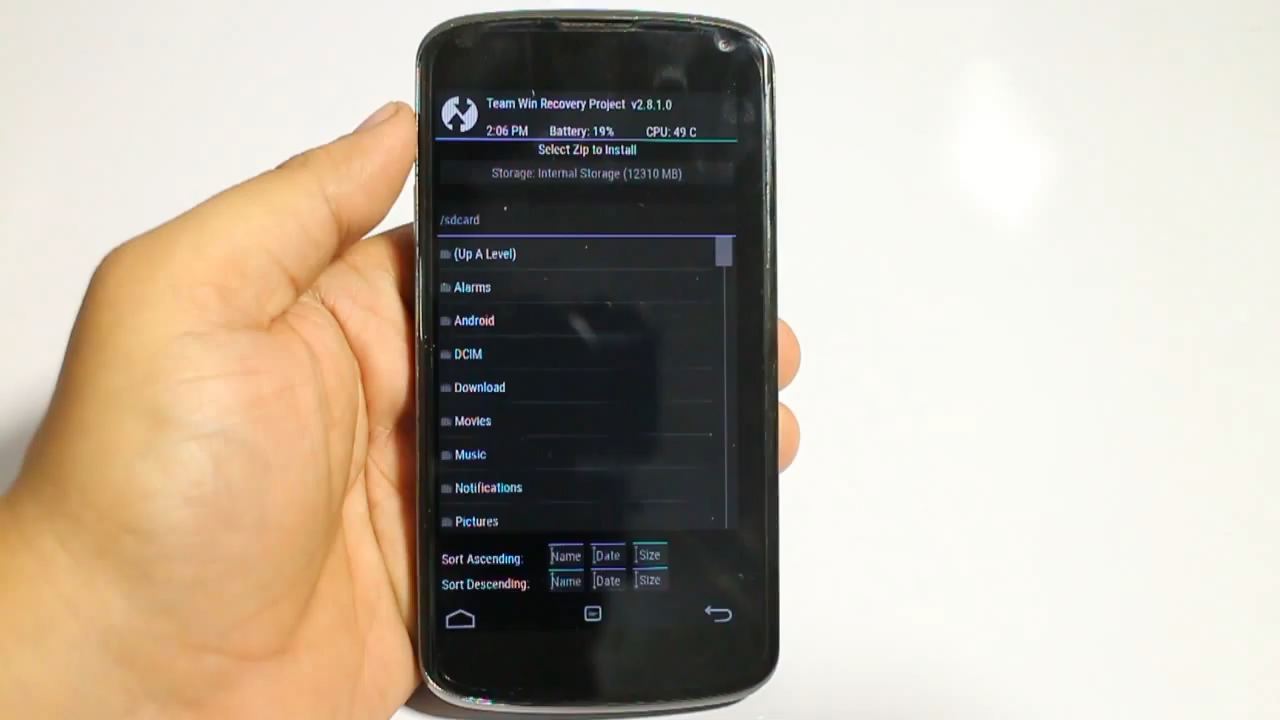 Team Win Recovery Project v2.8.1.0
2:06 PM Battery: 19% CPU: 49 C
Select Zip to Install
Storage: Internal Storage (12310 MB)
/sdcard
(Up A Level)
Alarms
Android
DCIM
Download
Movies
Music
Notifications
Pictures
Sort Ascending: Name Date Size
Sort Descending: Name Date Size